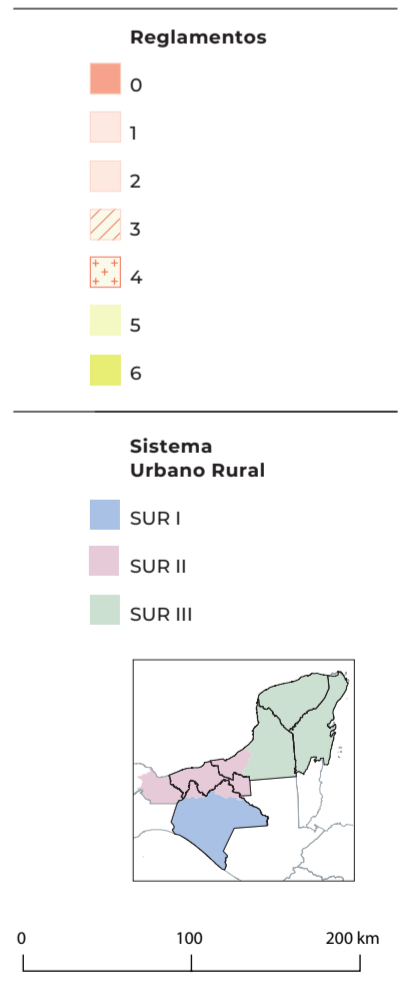 Reglamentos
0
1
2
3
4
5
6
Sistema
Urbano Rural
SUR I
SUR II
SUR III
0 100 200 km